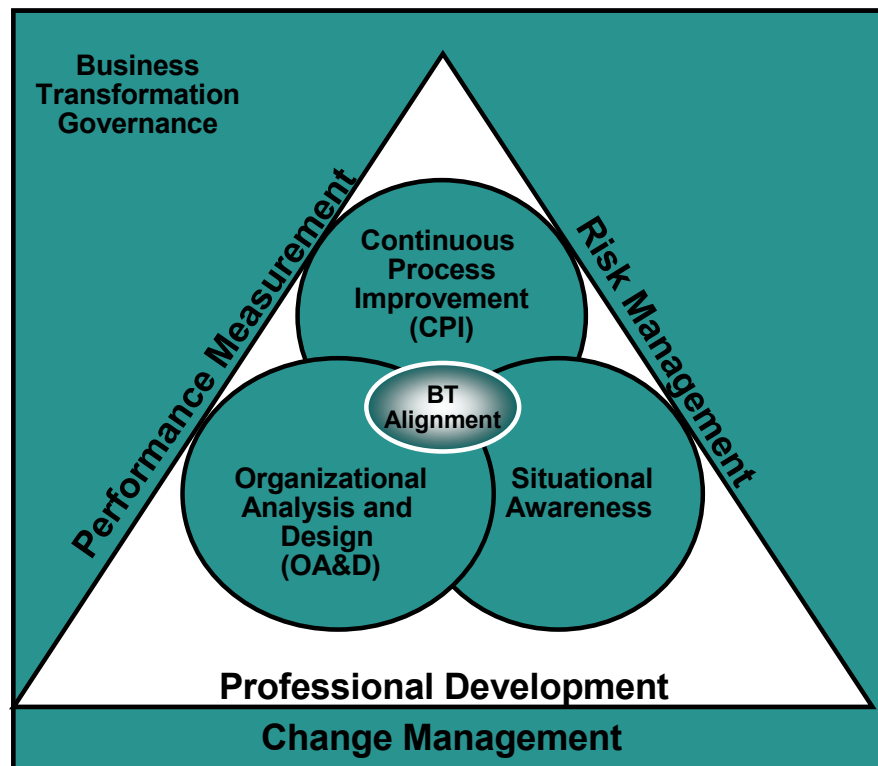 Business
Transformation
Governance
Performance Measurement
Risk Management
Continuous
Process
Improvement
(CPI)
BT
Alignment
Organizational
Analysis and
Design
(OA&D)
Situational
Awareness
Professional Development
Change Management